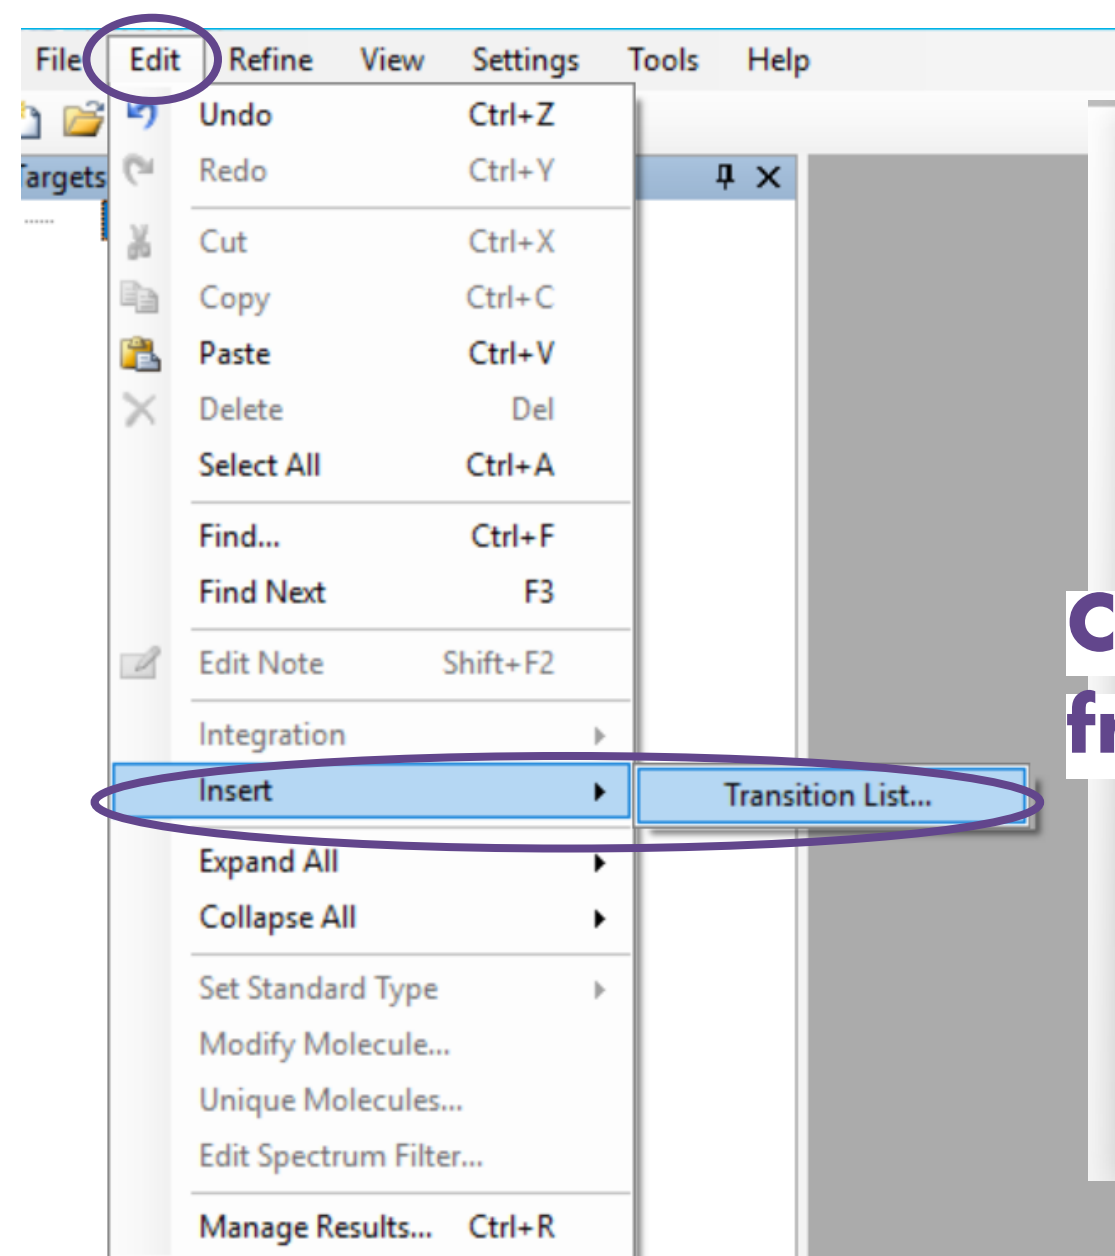 File Edit Refine View Settings Tools Help
Undo Ctrl+Z
Targets
Redo Ctrl+Y
Cut Ctrl+X
Copy Ctrl+C
Paste Ctrl+V
Delete Del
Select All Ctrl+A
Find... Ctrl+F
Find Next F3
Edit Note Shift+F2
Integration
Insert Transition List...
Expand All
Collapse All
Set Standard Type
Modify Molecule...
Unique Molecules...
Edit Spectrum Filter...
Manage Results... Ctrl+R